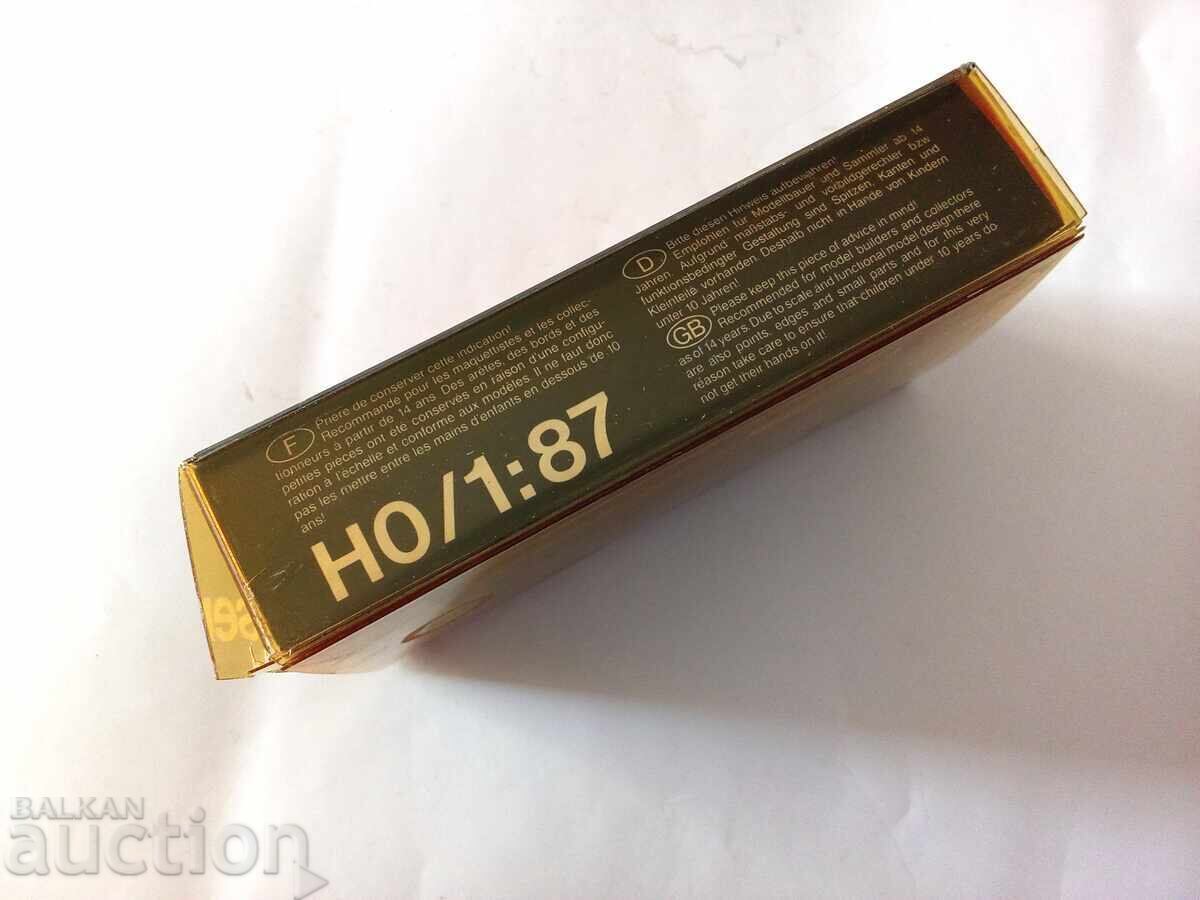 F Prière de conserver cette indication!
Recommandé pour les maquettistes et les collec-
tionneurs à partir de 14 ans. Des arètes, des bords et des
petites pièces ont été conservés en raison d'une configu-
ration à l'échelle et conforme aux modèles. Il ne faut donc
pas les mettre entre les mains d'enfants en dessous de 10
ans!
HO/1:87
D Bitte diesen Hinweis aufbewahren!
Empfohlen für Modellbauer und Sammler ab 14
Jahren. Aufgrund maßstabs- und vorbildgerechter bzw
funktionsbedingter Gestaltung sind Spitzen, Kanten und
Kleinteile vorhanden. Deshalb nicht in Hände von Kindern
unter 10 Jahren!
GB Please keep this piece of advice in mind!
Recommended for model builders and collectors
as of 14 years. Due to scale and functional model design there
are also points, edges and small parts and for this very
reason take care to ensure that children under 10 years do
not get their hands on it!
BALKAN
auction